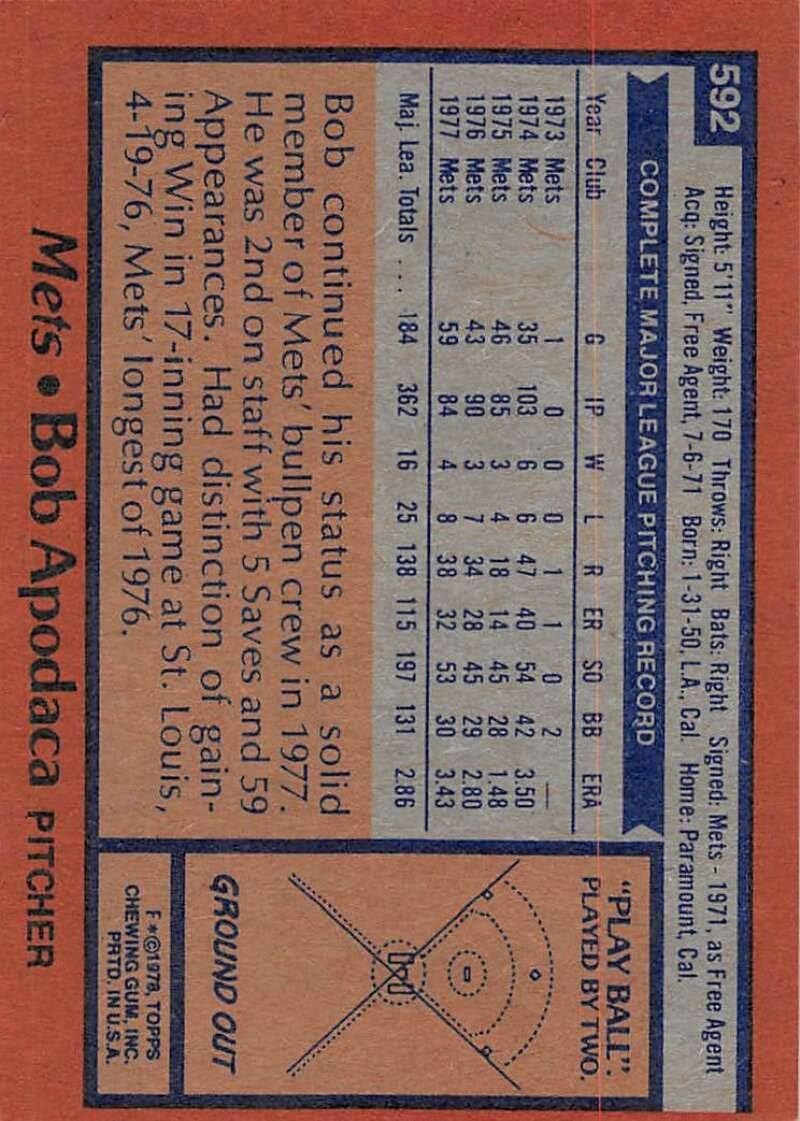 592
Height: 5'11" Weight: 170 Throws: Right Bats: Right Signed: Mets - 1971, as Free Agent
Acq: Signed, Free Agent, 7-6-71 Born: 1-31-50, L.A., Cal. Home: Paramount, Cal.
COMPLETE MAJOR LEAGUE PITCHING RECORD
Year Club G IP W L R ER SO BB ERA
1973 Mets 1 0 0 0 1 1 0 2 —
1974 Mets 35 103 6 6 47 40 54 42 3.50
1975 Mets 46 85 3 4 18 14 45 28 1.48
1976 Mets 43 90 3 7 34 28 45 29 2.80
1977 Mets 59 84 4 8 38 32 53 30 3.43
Maj. Lea. Totals ... 184 362 16 25 138 115 197 131 2.86
Bob continued his status as a solid
member of Mets' bullpen crew in 1977.
He was 2nd on staff with 5 Saves and 59
Appearances. Had distinction of gain-
ing Win in 17-inning game at St. Louis,
4-19-76, Mets' longest of 1976.
"PLAY BALL".
PLAYED BY TWO.
GROUND OUT
F*©1978, TOPPS
CHEWING GUM, INC.
PRTD. IN U.S.A.
Mets • Bob Apodaca PITCHER